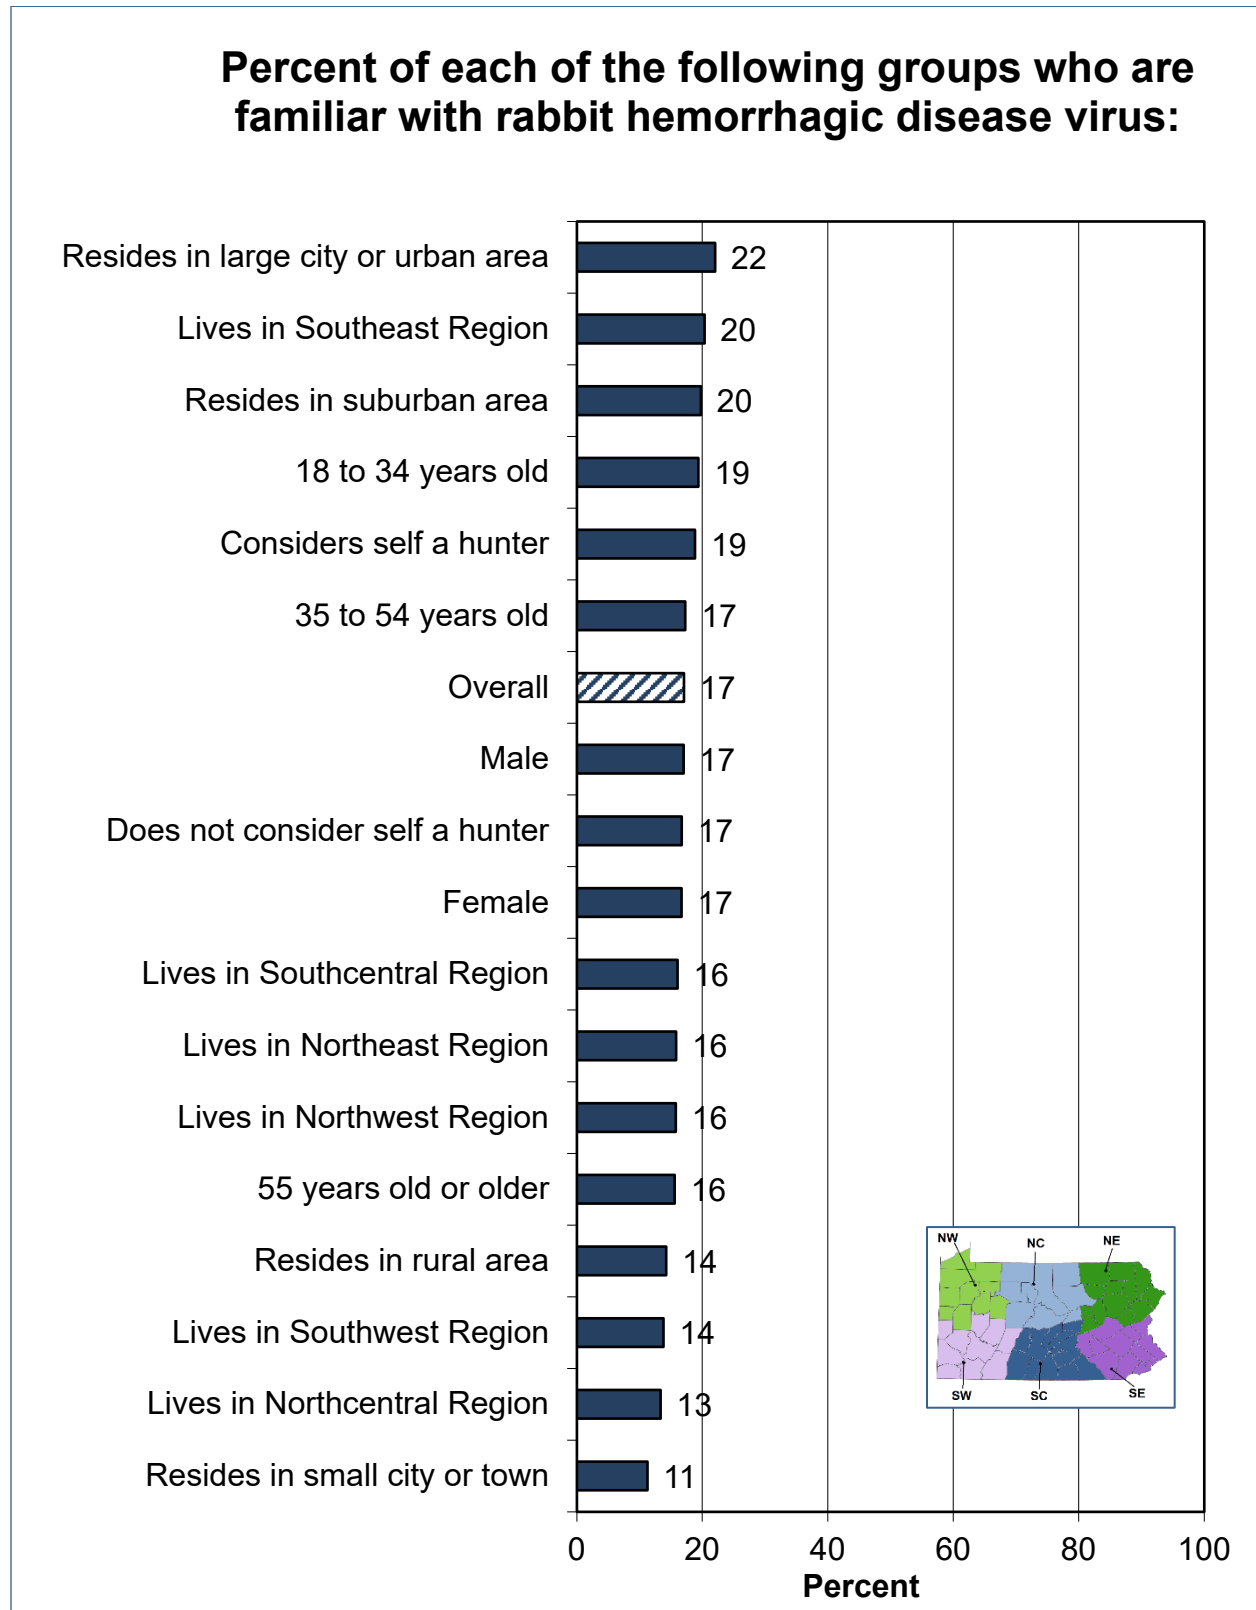 Percent of each of the following groups who are
familiar with rabbit hemorrhagic disease virus:
Resides in large city or urban area 22
Lives in Southeast Region 20
Resides in suburban area 20
18 to 34 years old 19
Considers self a hunter 19
35 to 54 years old 17
Overall 17
Male 17
Does not consider self a hunter 17
Female 17
Lives in Southcentral Region 16
Lives in Northeast Region 16
Lives in Northwest Region 16
55 years old or older 16
Resides in rural area 14
Lives in Southwest Region 14
Lives in Northcentral Region 13
Resides in small city or town 11
NW NC NE
SW SC SE
0 20 40 60 80 100
Percent